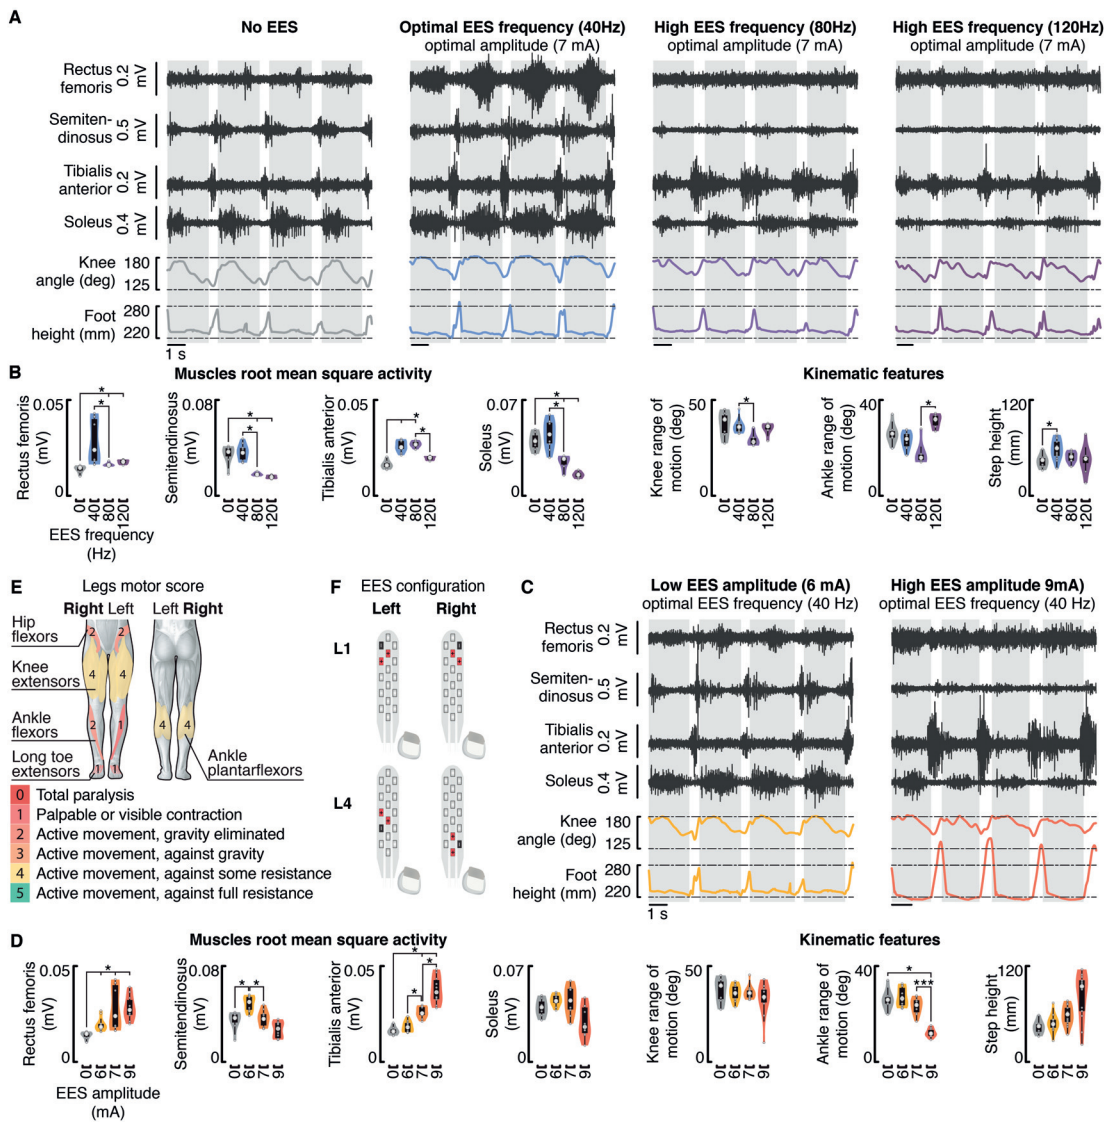 A
No EES
Optimal EES frequency (40Hz)
optimal amplitude (7 mA)
High EES frequency (80Hz)
optimal amplitude (7 mA)
High EES frequency (120Hz)
optimal amplitude (7 mA)
Rectus
femoris
0.2
mV
Semiten-
dinosus
0.5
mV
Tibialis
anterior
0.2
mV
Soleus
0.4
mV
Knee
angle (deg)
180
125
Foot
height (mm)
280
220
1 s
B
Muscles root mean square activity
Kinematic features
Rectus femoris
(mV)
0.05
0
*
*
0
40
80
120
EES frequency
(Hz)
Semitendinosus
(mV)
0.08
0
*
*
0
40
80
120
Tibialis anterior
(mV)
0.05
0
*
*
0
40
80
120
Soleus
(mV)
0.07
0
*
*
0
40
80
120
Knee range of
motion (deg)
50
0
*
0
40
80
120
Ankle range of
motion (deg)
40
0
*
0
40
80
120
Step height
(mm)
120
0
*
0
40
80
120
E
Legs motor score
Right Left
Left Right
Hip
flexors
Knee
extensors
Ankle
flexors
Long toe
extensors
Ankle
plantarflexors
2
2
4
4
2
1
1
1
4
4
0 Total paralysis
1 Palpable or visible contraction
2 Active movement, gravity eliminated
3 Active movement, against gravity
4 Active movement, against some resistance
5 Active movement, against full resistance
F
EES configuration
Left
Right
L1
L4
C
Low EES amplitude (6 mA)
optimal EES frequency (40 Hz)
High EES amplitude 9mA)
optimal EES frequency (40 Hz)
Rectus
femoris
0.2
mV
Semiten-
dinosus
0.5
mV
Tibialis
anterior
0.2
mV
Soleus
0.4
mV
Knee
angle (deg)
180
125
Foot
height (mm)
280
220
1 s
D
Muscles root mean square activity
Kinematic features
Rectus femoris
(mV)
0.05
0
*
0
6
7
9
EES amplitude
(mA)
Semitendinosus
(mV)
0.08
0
*
*
0
6
7
9
Tibialis anterior
(mV)
0.05
0
*
*
*
0
6
7
9
Soleus
(mV)
0.07
0
0
6
7
9
Knee range of
motion (deg)
50
0
0
6
7
9
Ankle range of
motion (deg)
40
0
*
***
0
6
7
9
Step height
(mm)
120
0
0
6
7
9